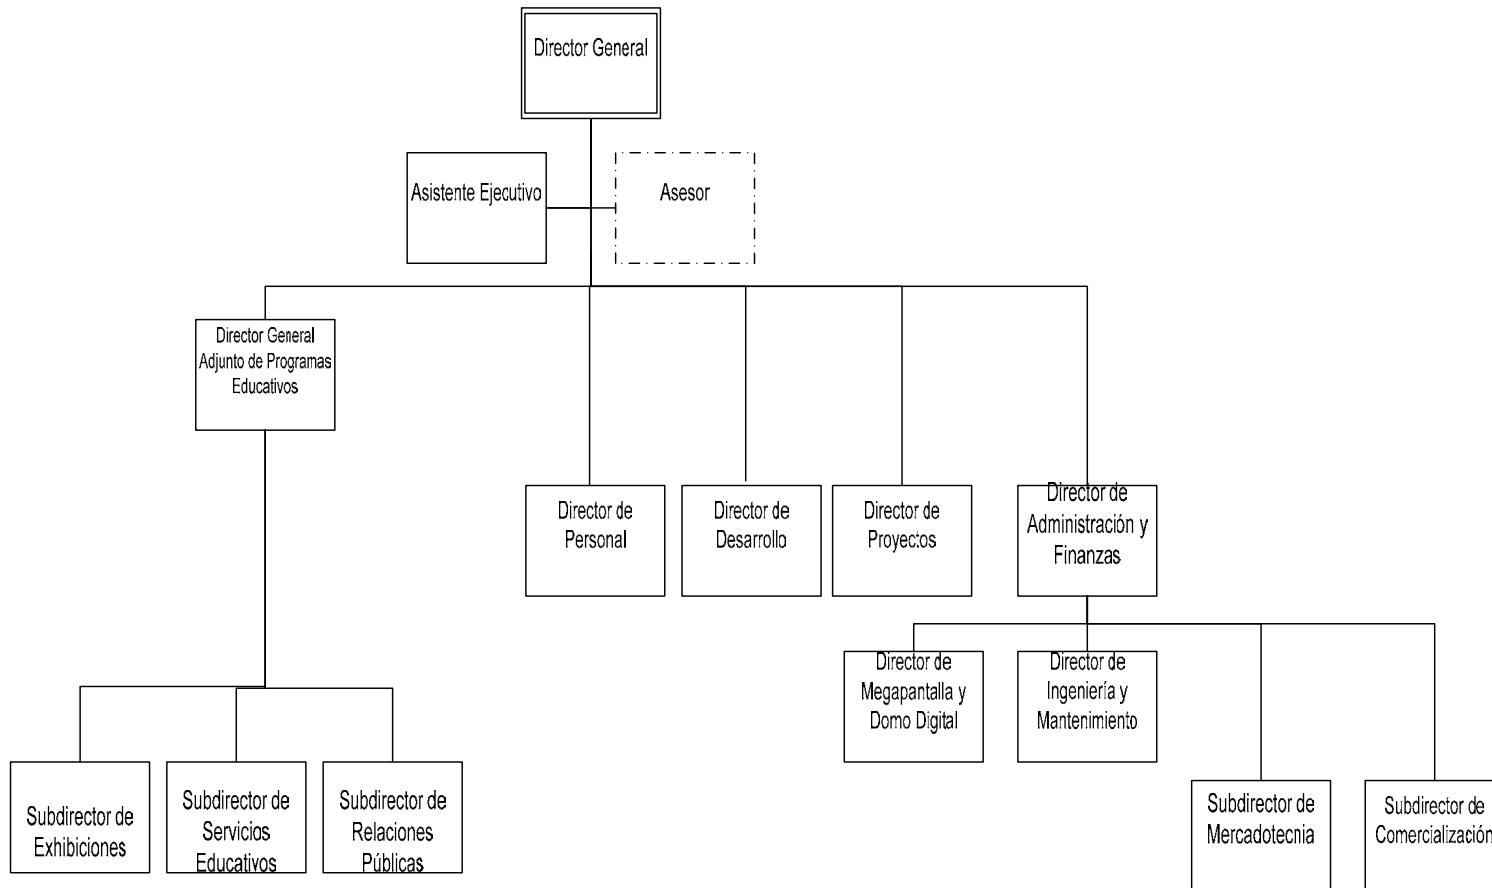 Director General
Asistente Ejecutivo
Asesor
Director General
Adjunto de Programas
Educativos
Director de
Personal
Director de
Desarrollo
Director de
Proyectos
Director de
Administración y
Finanzas
Director de
Megapantalla y
Domo Digital
Director de
Ingeniería y
Mantenimiento
Subdirector de
Exhibiciones
Subdirector de
Servicios
Educativos
Subdirector de
Relaciones
Públicas
Subdirector de
Mercadotecnia
Subdirector de
Comercialización